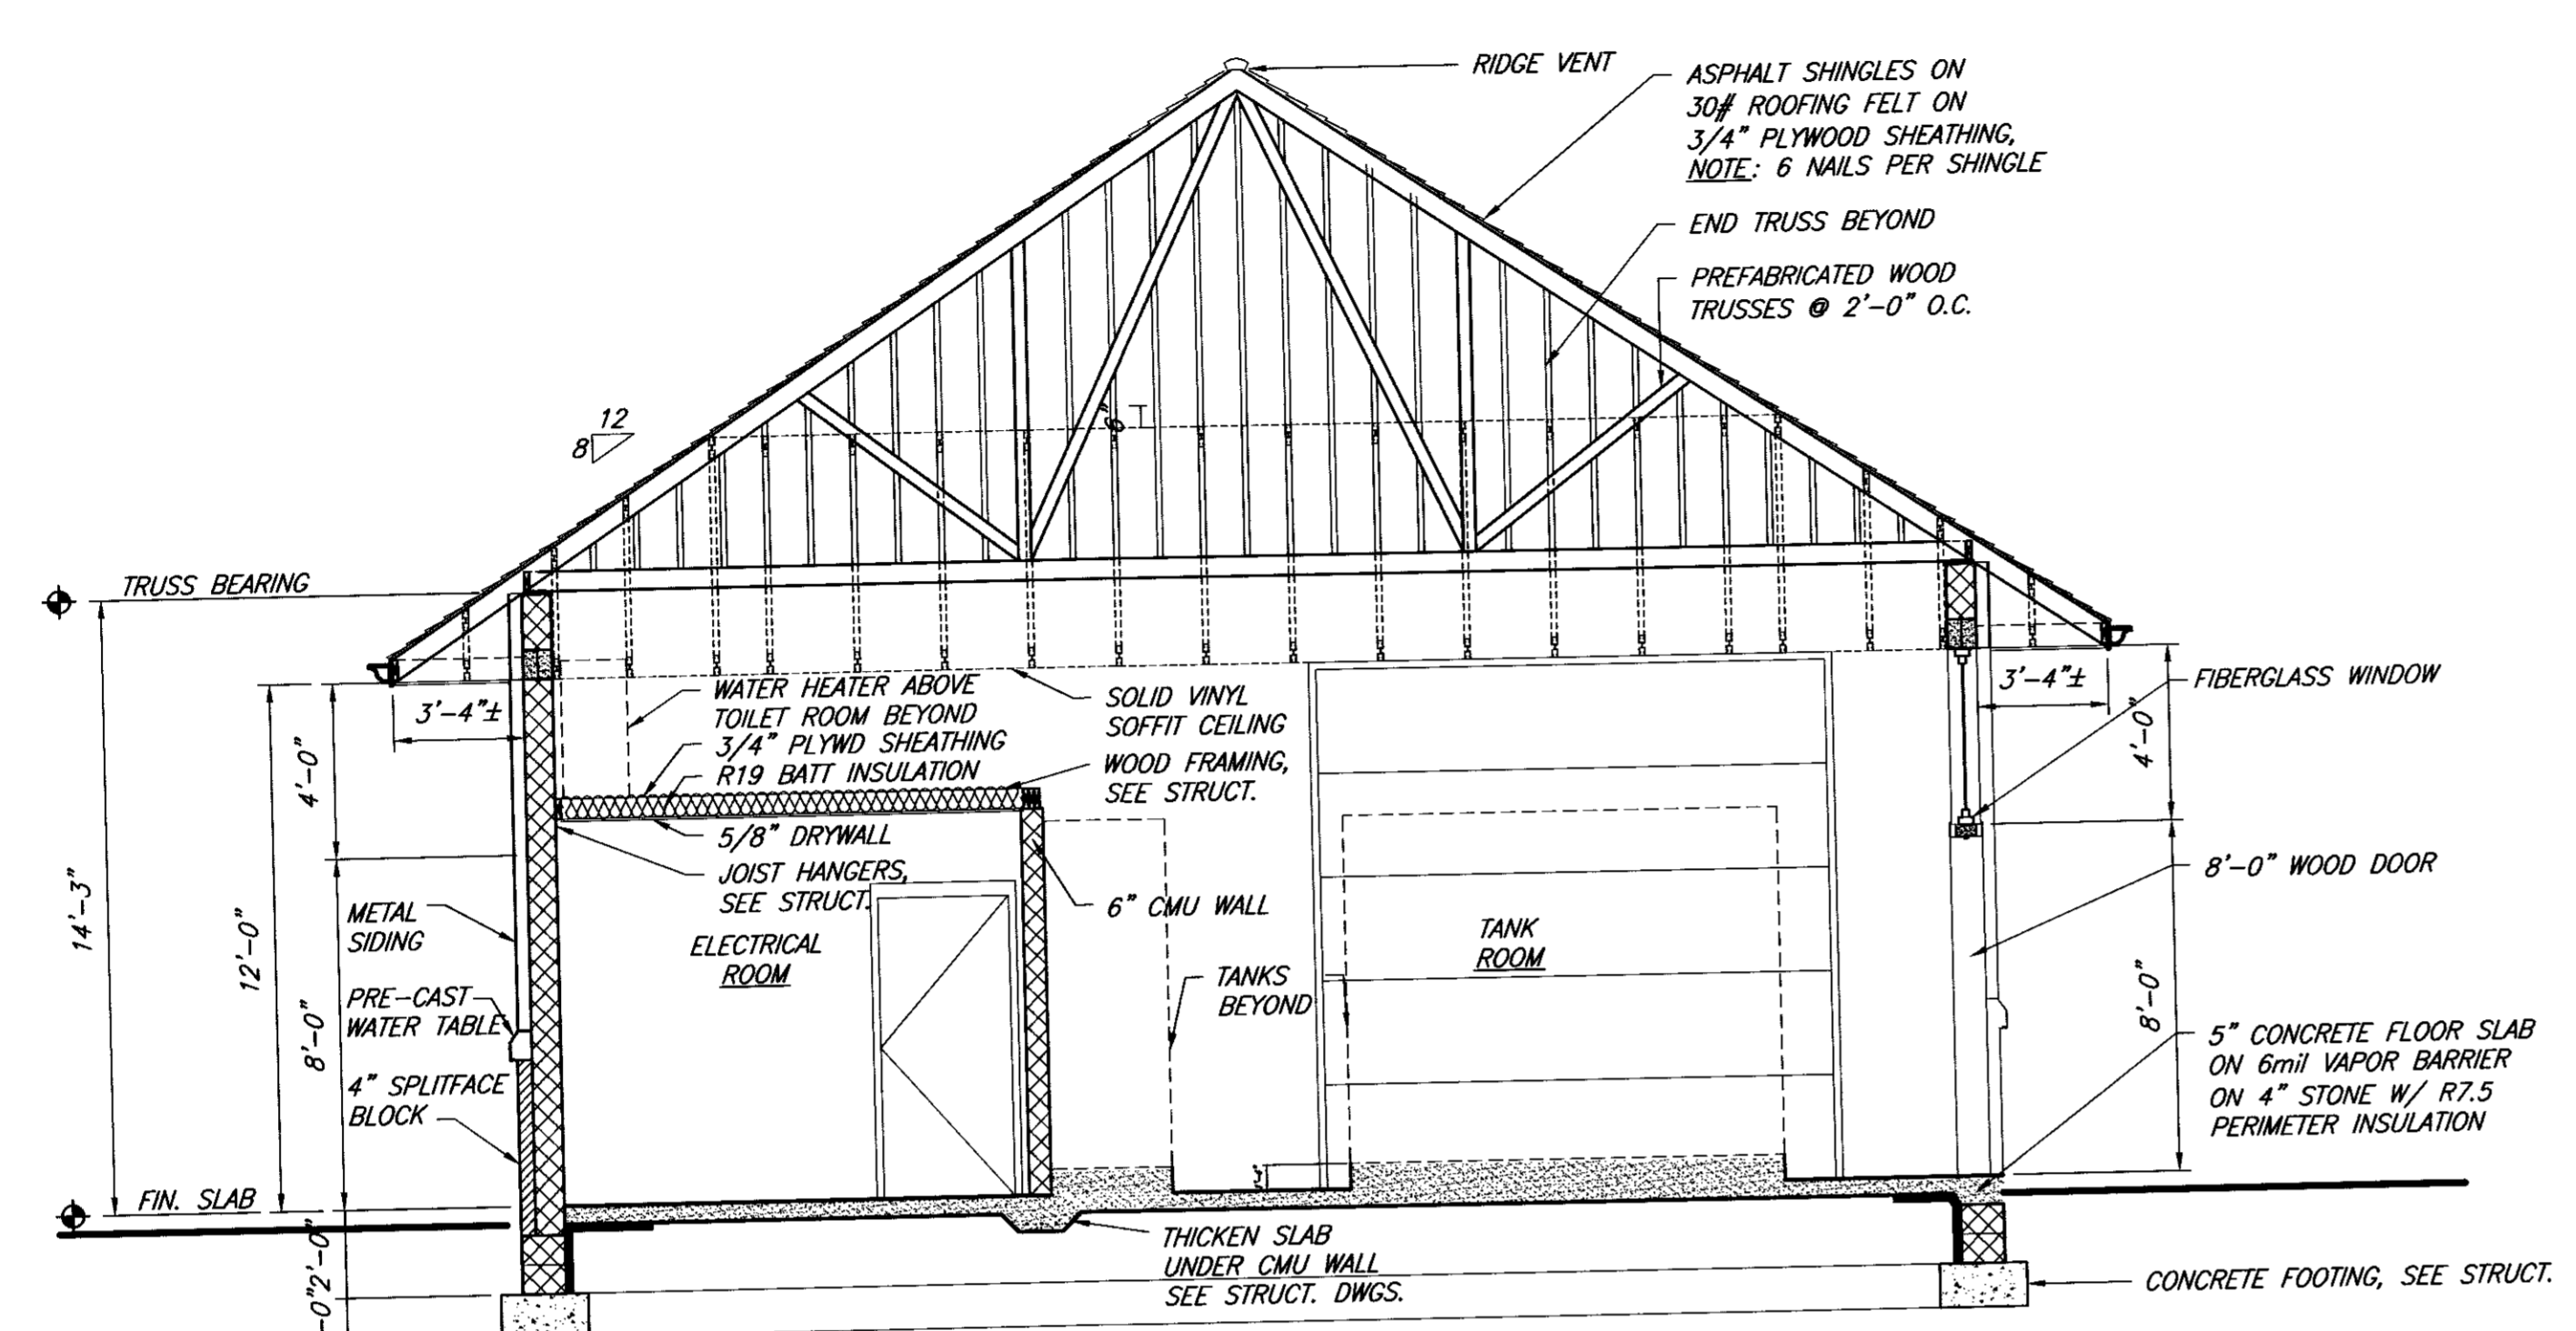 RIDGE VENT
ASPHALT SHINGLES ON
30# ROOFING FELT ON
3/4" PLYWOOD SHEATHING,
NOTE: 6 NAILS PER SHINGLE
END TRUSS BEYOND
PREFABRICATED WOOD
TRUSSES @ 2'-0" O.C.
12
8
6"
TRUSS BEARING
3'-4"±
WATER HEATER ABOVE
TOILET ROOM BEYOND
3/4" PLYWD SHEATHING
R19 BATT INSULATION
SOLID VINYL
SOFFIT CEILING
WOOD FRAMING,
SEE STRUCT.
3'-4"±
4'-0"
FIBERGLASS WINDOW
4'-0"
5/8" DRYWALL
JOIST HANGERS,
SEE STRUCT.
6" CMU WALL
8'-0" WOOD DOOR
14'-3"
12'-0"
8'-0"
METAL
SIDING
ELECTRICAL
ROOM
TANK
ROOM
TANKS
BEYOND
PRE-CAST
WATER TABLE
4" SPLITFACE
BLOCK
8'-0"
5" CONCRETE FLOOR SLAB
ON 6mil VAPOR BARRIER
ON 4" STONE W/ R7.5
PERIMETER INSULATION
FIN. SLAB
2'-0"
THICKEN SLAB
UNDER CMU WALL
SEE STRUCT. DWGS.
CONCRETE FOOTING, SEE STRUCT.
-0"